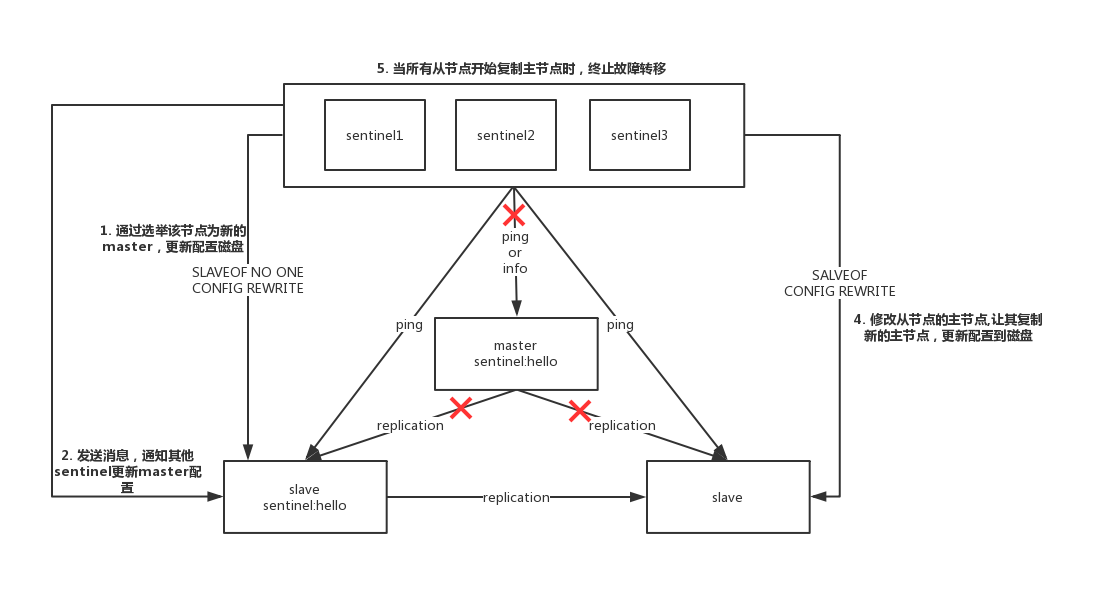 5. 当所有从节点开始复制主节点时，终止故障转移
sentinel1
sentinel2
sentinel3
1. 通过选举该节点为新的
master，更新配置磁盘
SLAVEOF NO ONE
CONFIG REWRITE
ping
or
info
SALVEOF
CONFIG REWRITE
4. 修改从节点的主节点,让其复制
新的主节点，更新配置到磁盘
ping
ping
master
sentinel:hello
replication
replication
2. 发送消息，通知其他
sentinel更新master配
置
slave
sentinel:hello
replication
slave